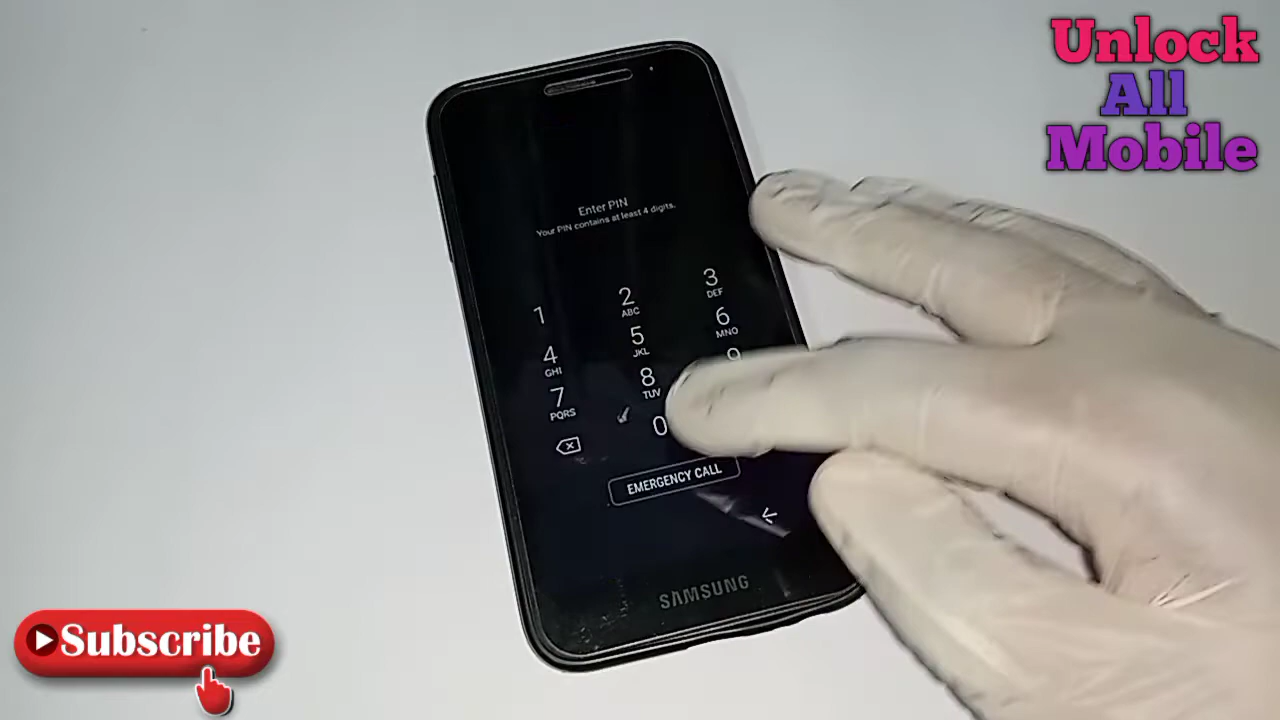 Unlock
All
Mobile
Enter PIN
Your PIN contains at least 4 digits.
1
2
ABC
3
DEF
4
GHI
5
JKL
6
MNO
7
PQRS
8
TUV
9
0
EMERGENCY CALL
SAMSUNG
Subscribe